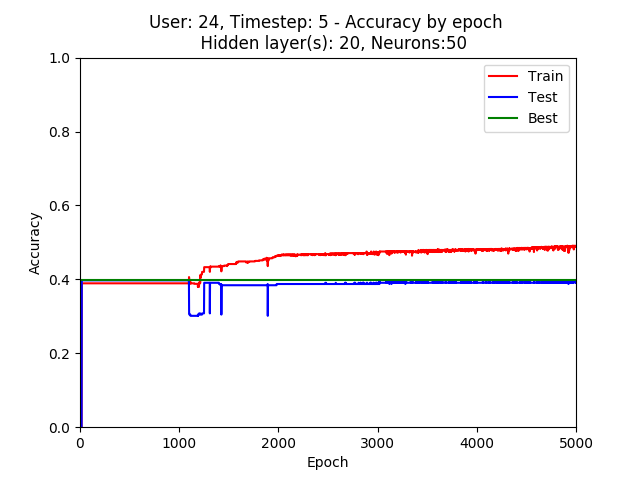 User: 24, Timestep: 5 - Accuracy by epoch
Hidden layer(s): 20, Neurons:50
1.0
0.8
0.6
0.4
0.2
0.0
Accuracy
Train
Test
Best
0 1000 2000 3000 4000 5000
Epoch